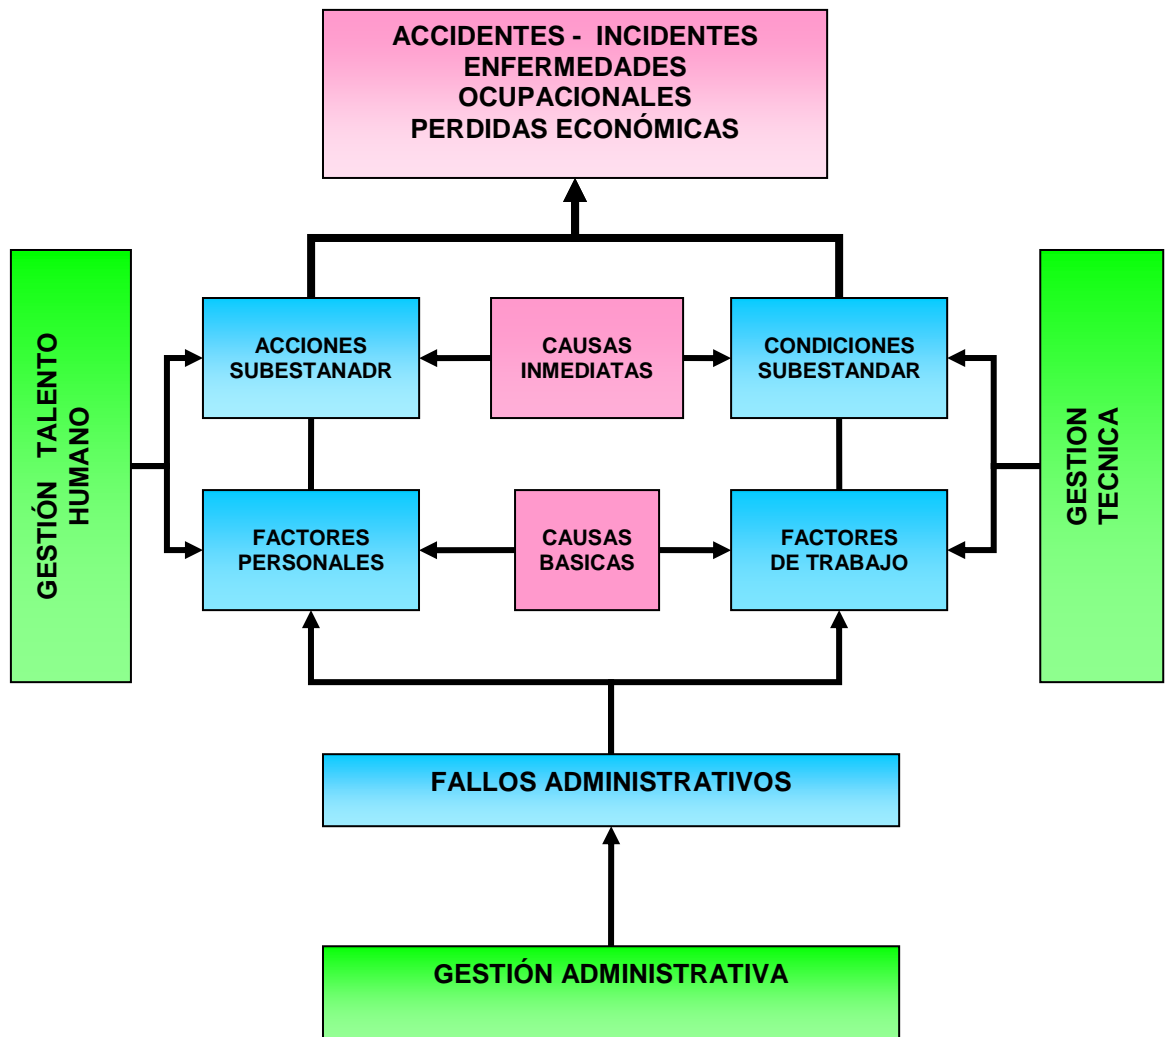 ACCIDENTES - INCIDENTES
ENFERMEDADES
OCUPACIONALES
PERDIDAS ECONÓMICAS
GESTIÓN TALENTO
HUMANO
ACCIONES
SUBESTANADR
CAUSAS
INMEDIATAS
CONDICIONES
SUBESTANDAR
GESTION
TECNICA
FACTORES
PERSONALES
CAUSAS
BASICAS
FACTORES
DE TRABAJO
FALLOS ADMINISTRATIVOS
GESTIÓN ADMINISTRATIVA